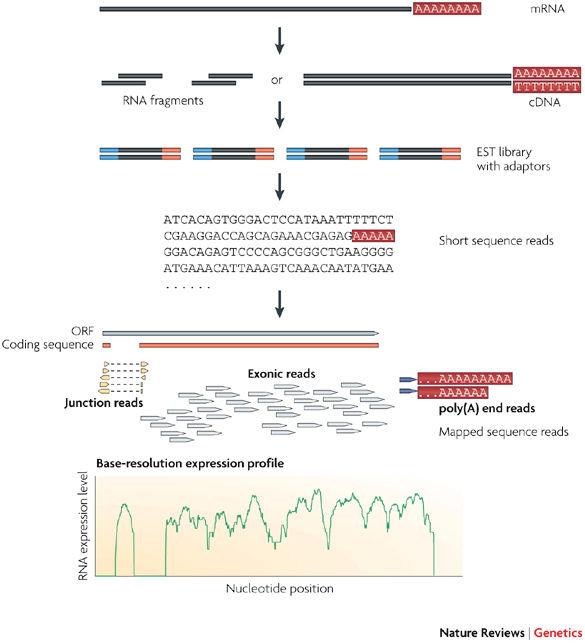 AAAAAAAA
mRNA
or
AAAAAAAA
TTTTTTTT
RNA fragments
cDNA
EST library
with adaptors
ATCACAGTGGGACTCCATAAATTTTTCT
CGAAGGACCAGCAGAAACGAGAGAAAAA
GGACAGAGTCCCCAGCGGGCTGAAGGGG
ATGAAACATTAAAGTCAAACAATATGAA
......
Short sequence reads
ORF
Coding sequence
Junction reads
Exonic reads
...AAAAAAAAA
...AAAAAA
poly(A) end reads
Mapped sequence reads
Base-resolution expression profile
RNA expression level
Nucleotide position
Nature Reviews | Genetics